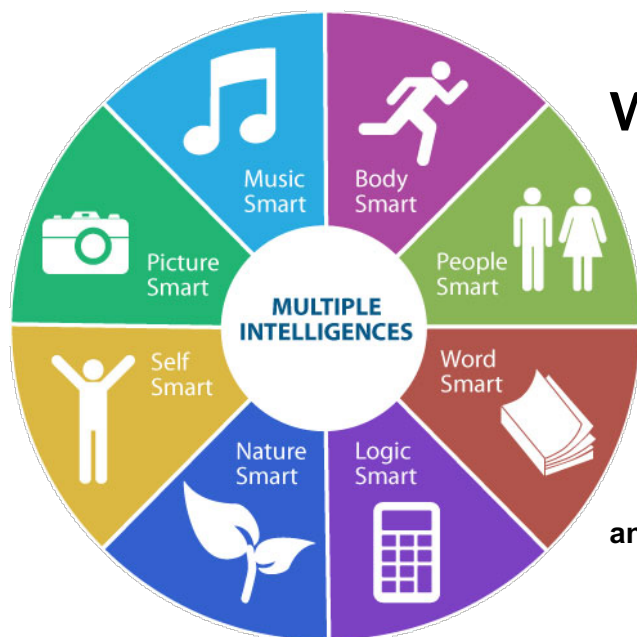 Music
Smart
Body
Smart
Picture
Smart
People
Smart
MULTIPLE
INTELLIGENCES
Self
Smart
Word
Smart
Nature
Smart
Logic
Smart